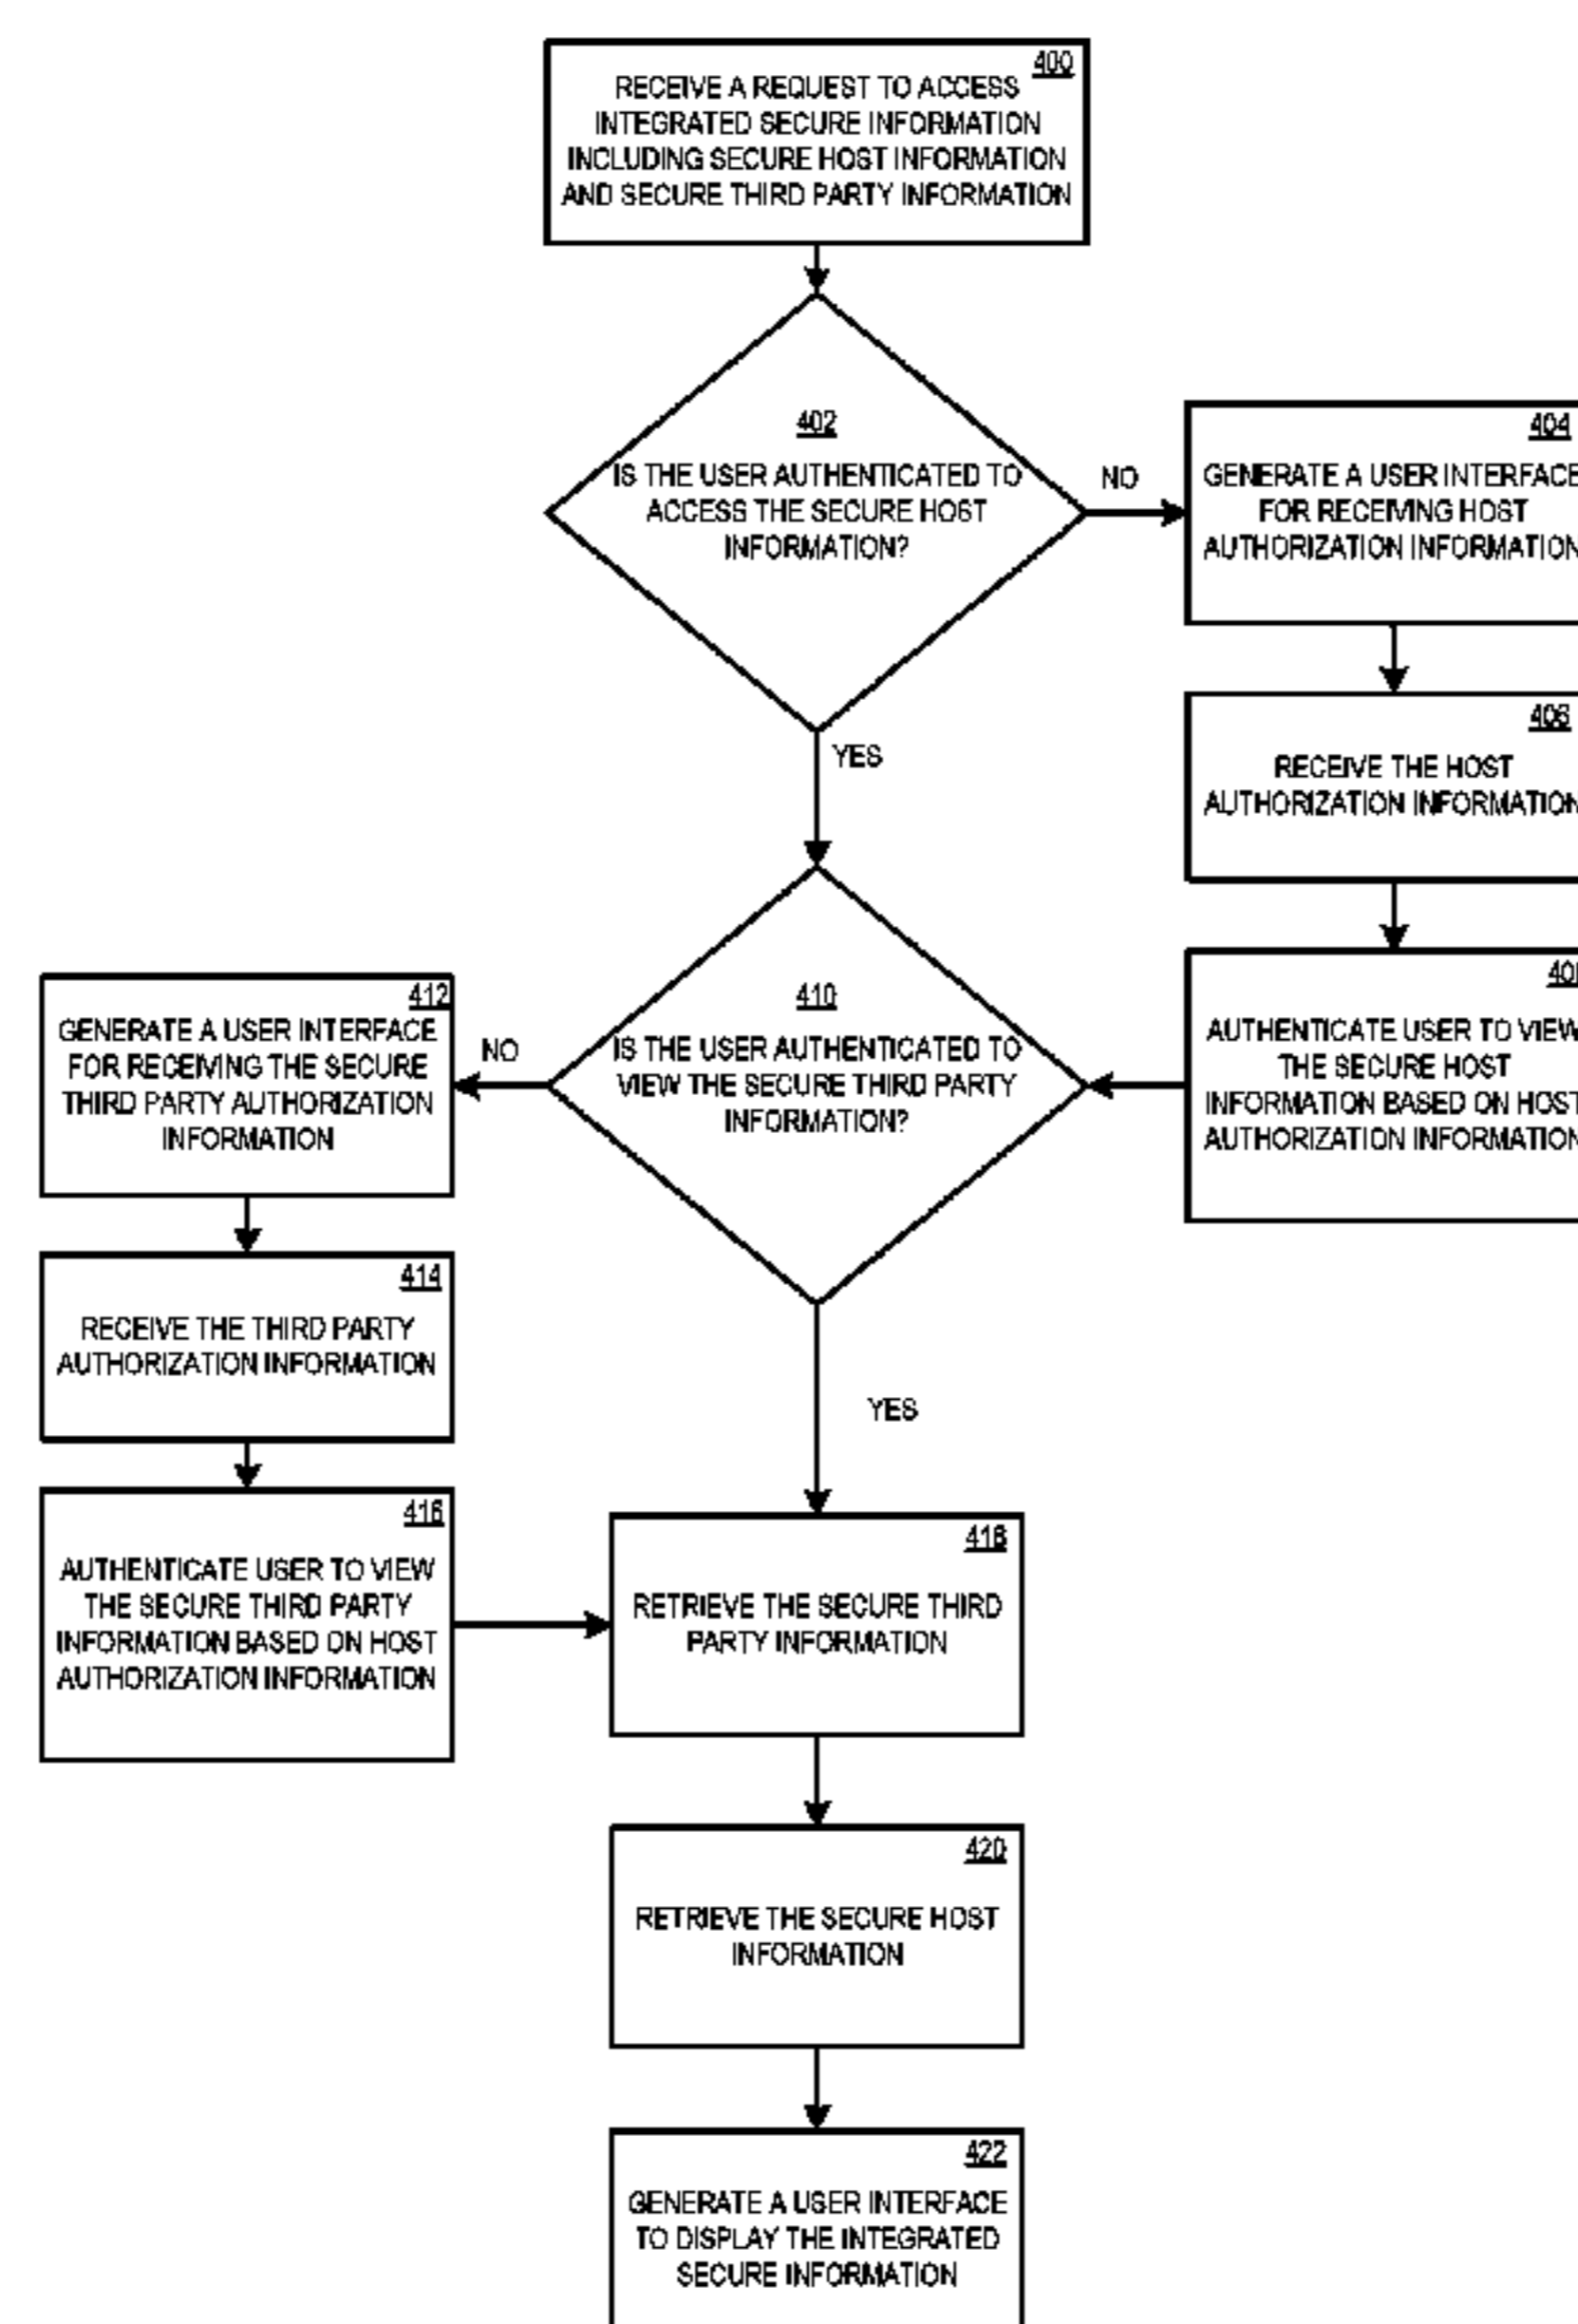 400
RECEIVE A REQUEST TO ACCESS
INTEGRATED SECURE INFORMATION
INCLUDING SECURE HOST INFORMATION
AND SECURE THIRD PARTY INFORMATION
402
IS THE USER AUTHENTICATED TO
ACCESS THE SECURE HOST
INFORMATION?
NO
404
GENERATE A USER INTERFACE
FOR RECEIVING HOST
AUTHORIZATION INFORMATION
YES
406
RECEIVE THE HOST
AUTHORIZATION INFORMATION
AUTHENTICATE USER TO VIEW
THE SECURE HOST
INFORMATION BASED ON HOST
AUTHORIZATION INFORMATION
410
IS THE USER AUTHENTICATED TO
VIEW THE SECURE THIRD PARTY
INFORMATION?
NO
412
GENERATE A USER INTERFACE
FOR RECEIVING THE SECURE
THIRD PARTY AUTHORIZATION
INFORMATION
414
RECEIVE THE THIRD PARTY
AUTHORIZATION INFORMATION
YES
416
AUTHENTICATE USER TO VIEW
THE SECURE THIRD PARTY
INFORMATION BASED ON HOST
AUTHORIZATION INFORMATION
418
RETRIEVE THE SECURE THIRD
PARTY INFORMATION
420
RETRIEVE THE SECURE HOST
INFORMATION
422
GENERATE A USER INTERFACE
TO DISPLAY THE INTEGRATED
SECURE INFORMATION